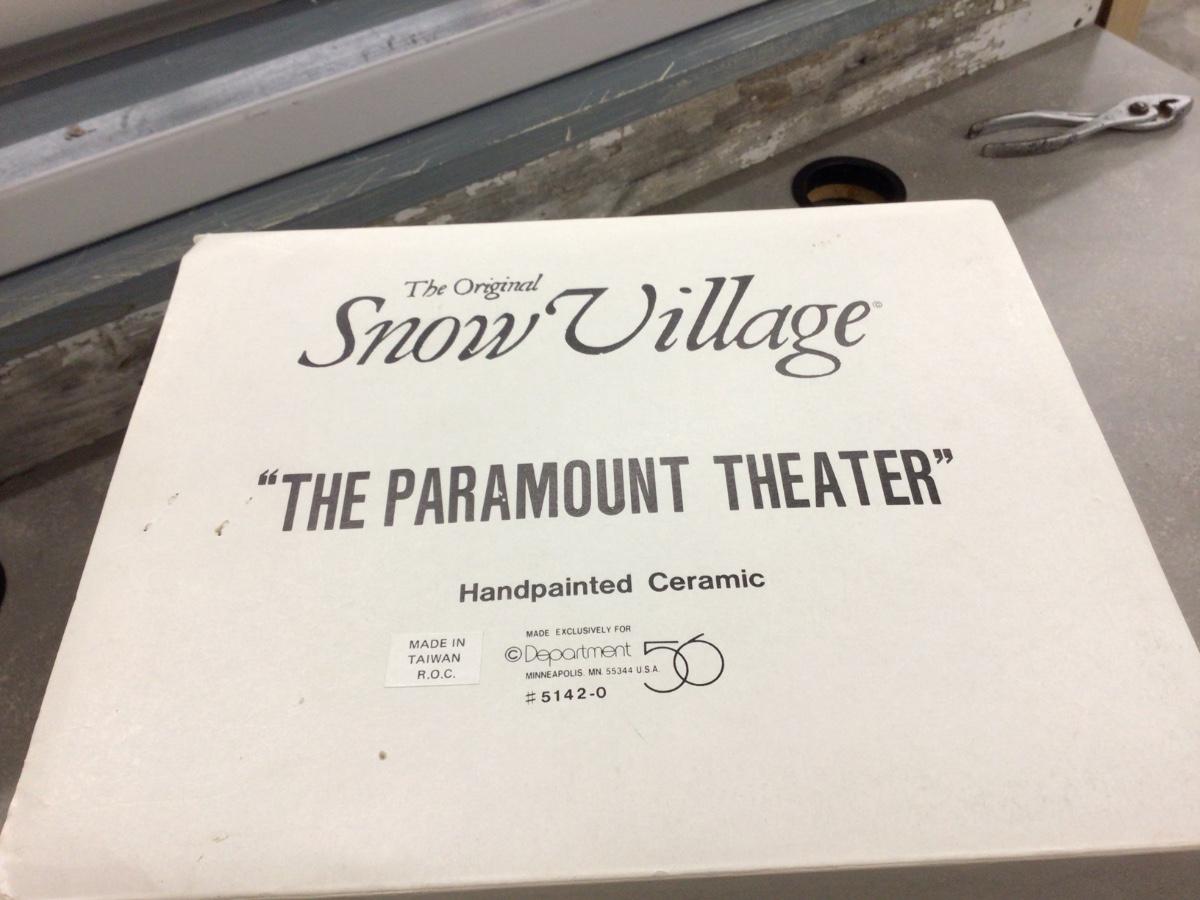 The Original
Snow Village©
“THE PARAMOUNT THEATER”
Handpainted Ceramic
MADE IN
TAIWAN
R.O.C.
MADE EXCLUSIVELY FOR
©Department 56
MINNEAPOLIS. MN. 55344 U.S.A.
#5142-0